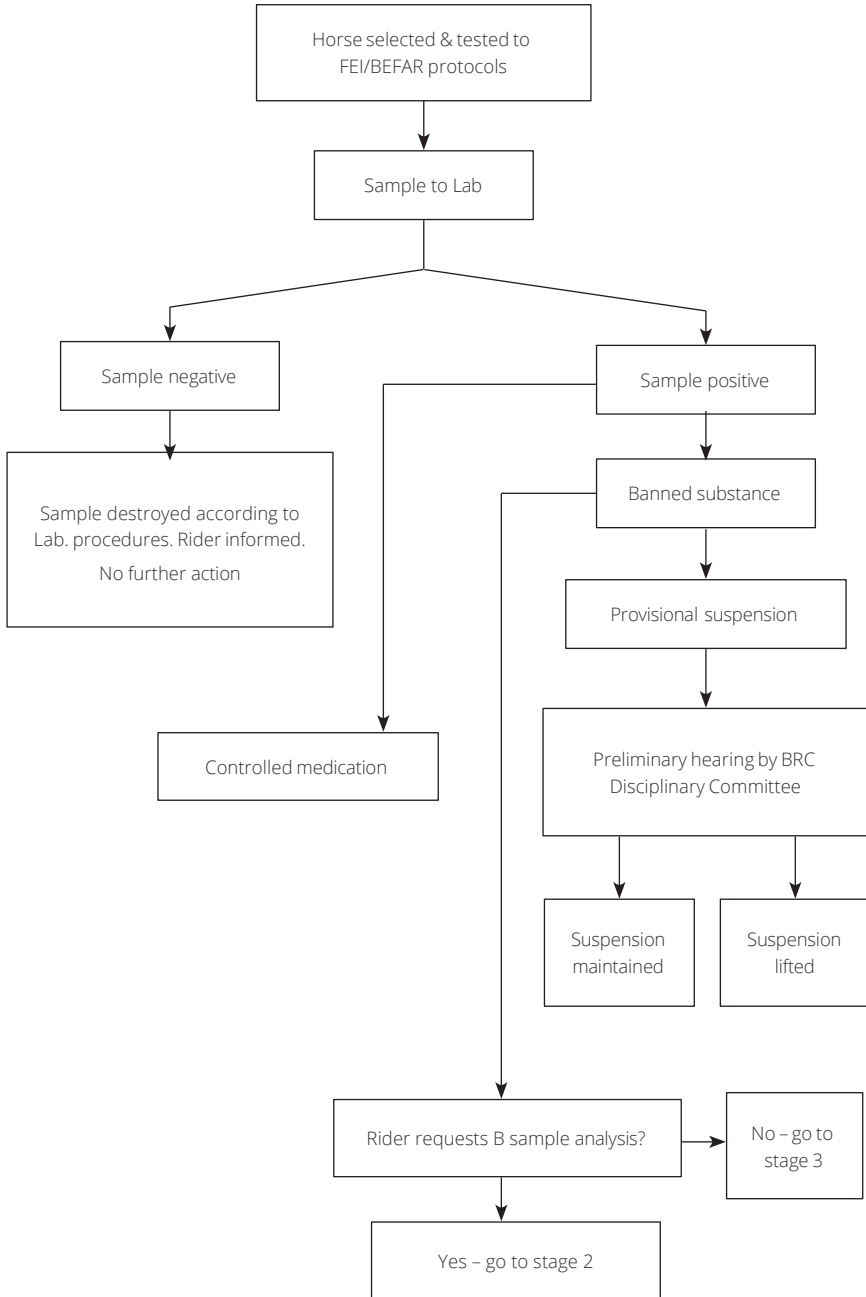 Horse selected & tested to
FEI/BEFAR protocols
Sample to Lab
Sample negative
Sample positive
Sample destroyed according to
Lab. procedures. Rider informed.
No further action
Banned substance
Provisional suspension
Controlled medication
Preliminary hearing by BRC
Disciplinary Committee
Suspension
maintained
Suspension
lifted
Rider requests B sample analysis?
No – go to
stage 3
Yes – go to stage 2